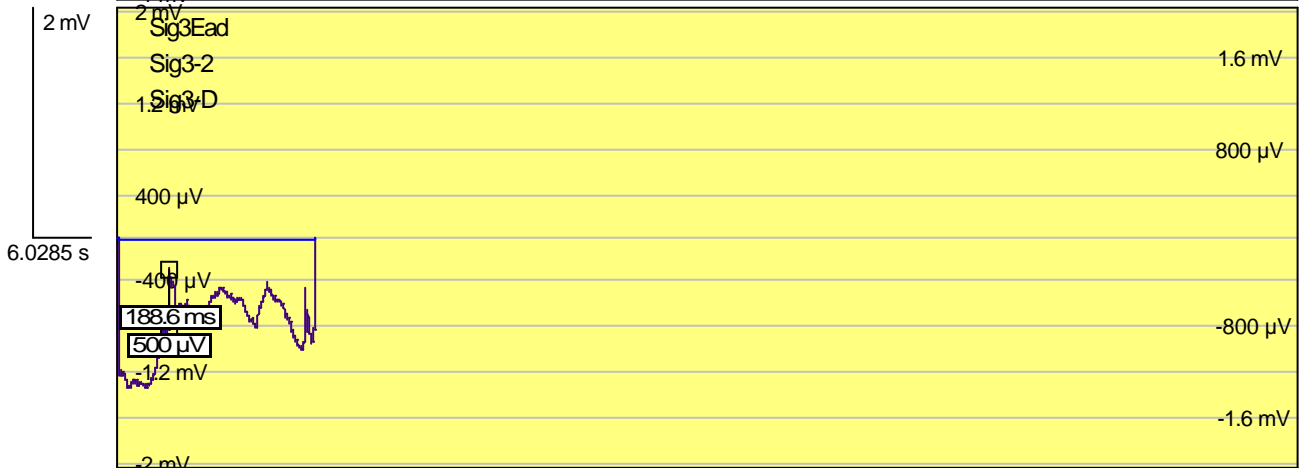 2 mV
2 mV
Sig3Ead
Sig3-2
1.6 mV
1.2 mV
Sig3-D
800 µV
400 µV
6.0285 s
-400 µV
188.6 ms
-800 µV
500 µV
-1.2 mV
-1.6 mV
-2 mV